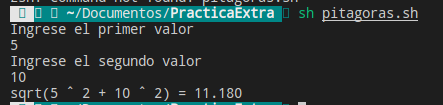 ~/Documentos/PracticaExtra sh pitagoras.sh
Ingrese el primer valor
5
Ingrese el segundo valor
10
sqrt(5 ^ 2 + 10 ^ 2) = 11.180